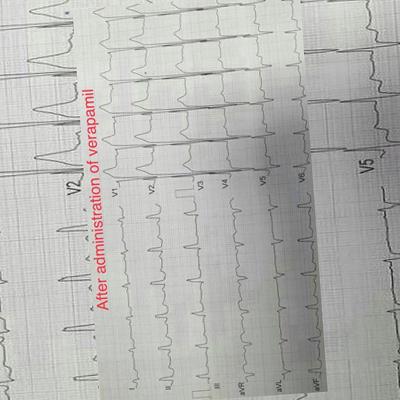 After administration of verapamil
V2
V5
V1
V2
V3
V4
V5
V6
I
II
III
aVR
aVL
aVF